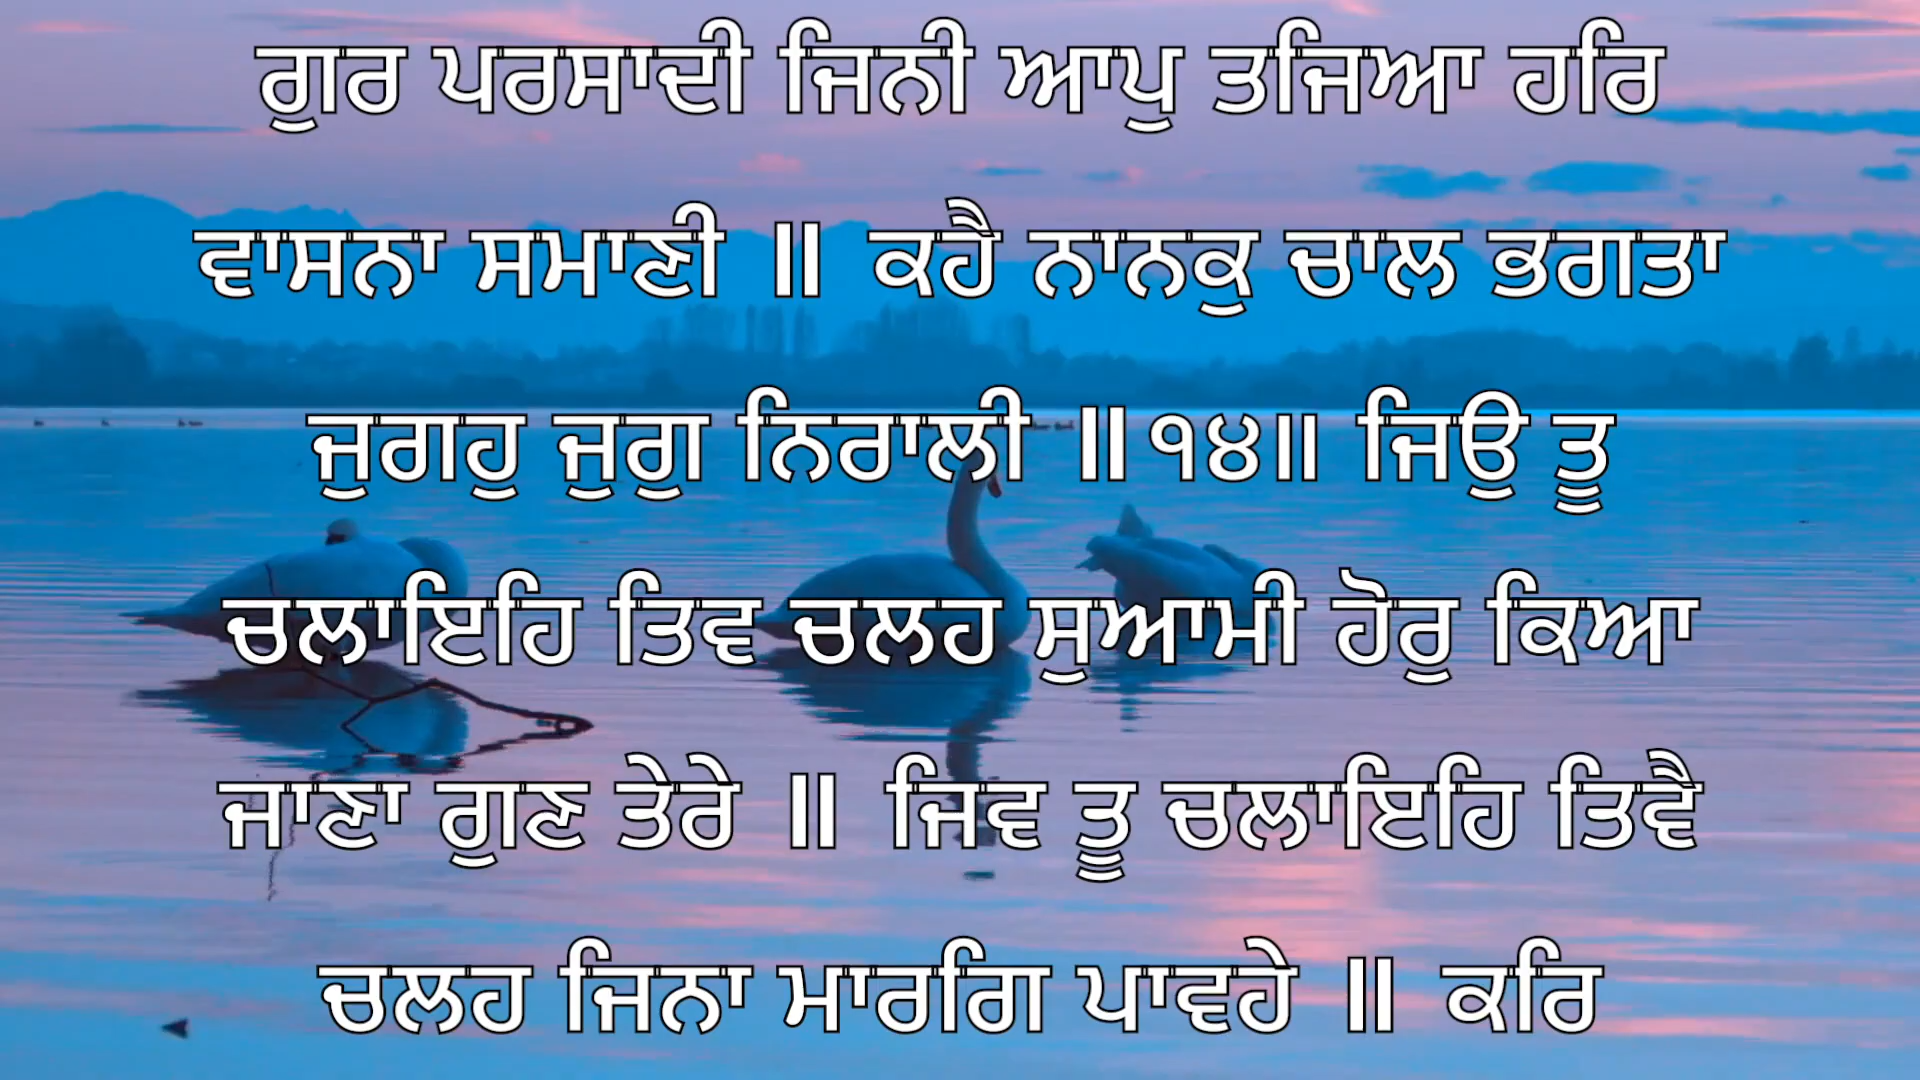 ਗੁਰ ਪਰਸਾਦੀ ਜਿਨੀ ਆਪੁ ਤਜਿਆ ਹਰਿ
ਵਾਸਨਾ ਸਮਾਣੀ ॥ ਕਹੈ ਨਾਨਕੁ ਚਾਲ ਭਗਤਾ
ਜੁਗਹੁ ਜੁਗੁ ਨਿਰਾਲੀ ॥੧੪॥ ਜਿਉ ਤੂ
ਚਲਾਇਹਿ ਤਿਵ ਚਲਹ ਸੁਆਮੀ ਹੋਰੁ ਕਿਆ
ਜਾਣਾ ਗੁਣ ਤੇਰੇ ॥ ਜਿਵ ਤੂ ਚਲਾਇਹਿ ਤਿਵੈ
ਚਲਹ ਜਿਨਾ ਮਾਰਗਿ ਪਾਵਹੇ ॥ ਕਰਿ